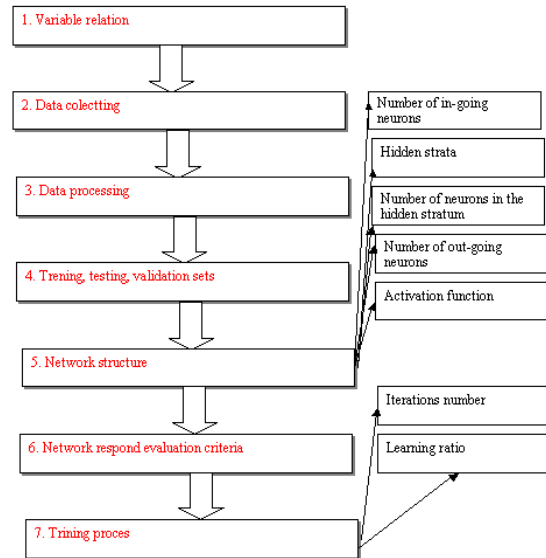 1. Variable relation
2. Data colectting
3. Data processing
4. Trening, testing, validation sets
5. Network structure
6. Network respond evaluation criteria
7. Trining proces
Number of in-going
neurons
Hidden strata
Number of neurons in the
hidden stratum
Number of out-going
neurons
Activation function
Iterations number
Learning ratio